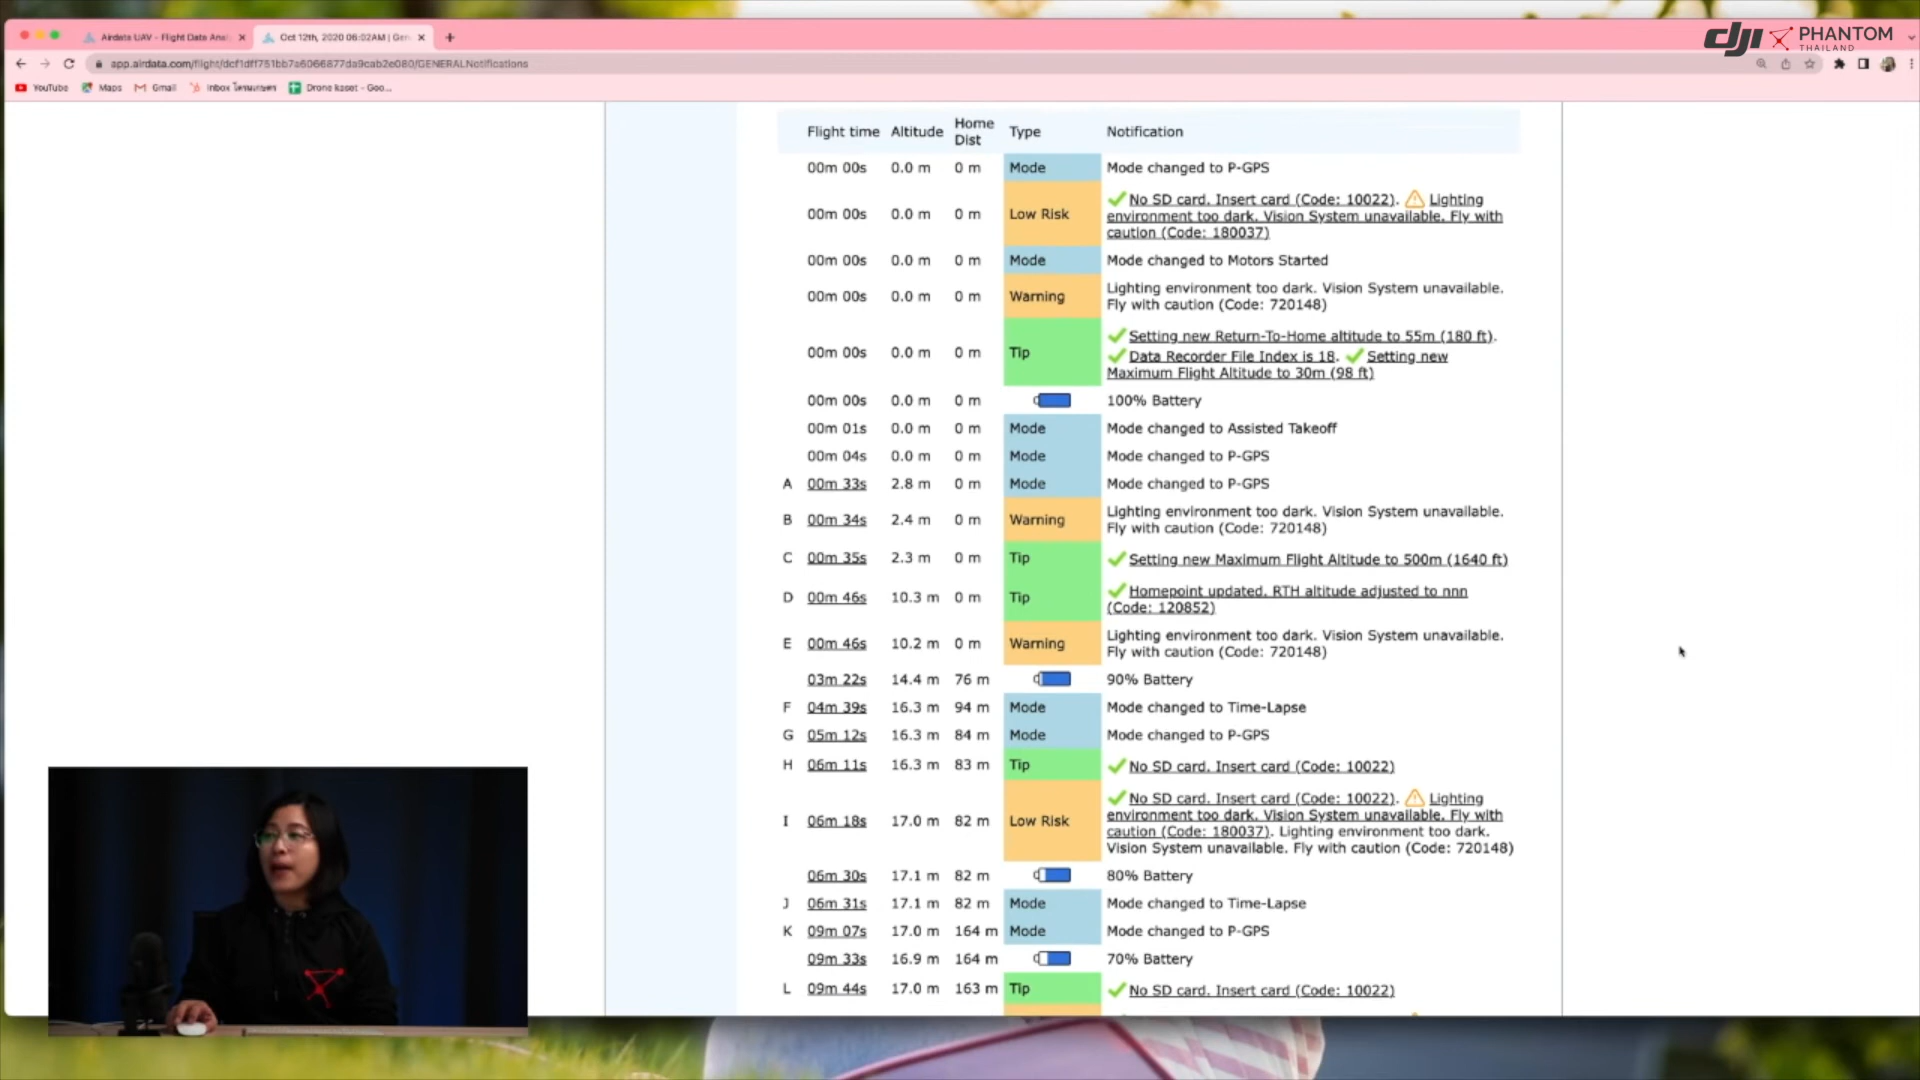 Airdata UAV - Flight Data Anal
Oct 12th, 2020 06:02AM | Gen
dji PHANTOM
THAILAND
app.airdata.com/flight/dcf1dff751bb7a6066877da9cab2e080/GENERALNotifications
YouTube Maps Gmail Inbox Drone kaset - Goo...
Flight time Altitude Home Dist Type Notification
00m 00s 0.0 m 0 m Mode Mode changed to P-GPS
00m 00s 0.0 m 0 m Low Risk No SD card. Insert card (Code: 10022). Lighting
environment too dark. Vision System unavailable. Fly with
caution (Code: 180037)
00m 00s 0.0 m 0 m Mode Mode changed to Motors Started
00m 00s 0.0 m 0 m Warning Lighting environment too dark. Vision System unavailable.
Fly with caution (Code: 720148)
00m 00s 0.0 m 0 m Tip Setting new Return-To-Home altitude to 55m (180 ft).
Data Recorder File Index is 18. Setting new
Maximum Flight Altitude to 30m (98 ft)
00m 00s 0.0 m 0 m 100% Battery
00m 01s 0.0 m 0 m Mode Mode changed to Assisted Takeoff
00m 04s 0.0 m 0 m Mode Mode changed to P-GPS
A 00m 33s 2.8 m 0 m Mode Mode changed to P-GPS
B 00m 34s 2.4 m 0 m Warning Lighting environment too dark. Vision System unavailable.
Fly with caution (Code: 720148)
C 00m 35s 2.3 m 0 m Tip Setting new Maximum Flight Altitude to 500m (1640 ft)
D 00m 46s 10.3 m 0 m Tip Homepoint updated. RTH altitude adjusted to nnn
(Code: 120852)
E 00m 46s 10.2 m 0 m Warning Lighting environment too dark. Vision System unavailable.
Fly with caution (Code: 720148)
03m 22s 14.4 m 76 m 90% Battery
F 04m 39s 16.3 m 94 m Mode Mode changed to Time-Lapse
G 05m 12s 16.3 m 84 m Mode Mode changed to P-GPS
H 06m 11s 16.3 m 83 m Tip No SD card. Insert card (Code: 10022)
I 06m 18s 17.0 m 82 m Low Risk No SD card. Insert card (Code: 10022). Lighting
environment too dark. Vision System unavailable. Fly with
caution (Code: 180037). Lighting environment too dark.
Vision System unavailable. Fly with caution (Code: 720148)
06m 30s 17.1 m 82 m 80% Battery
J 06m 31s 17.1 m 82 m Mode Mode changed to Time-Lapse
K 09m 07s 17.0 m 164 m Mode Mode changed to P-GPS
09m 33s 16.9 m 164 m 70% Battery
L 09m 44s 17.0 m 163 m Tip No SD card. Insert card (Code: 10022)